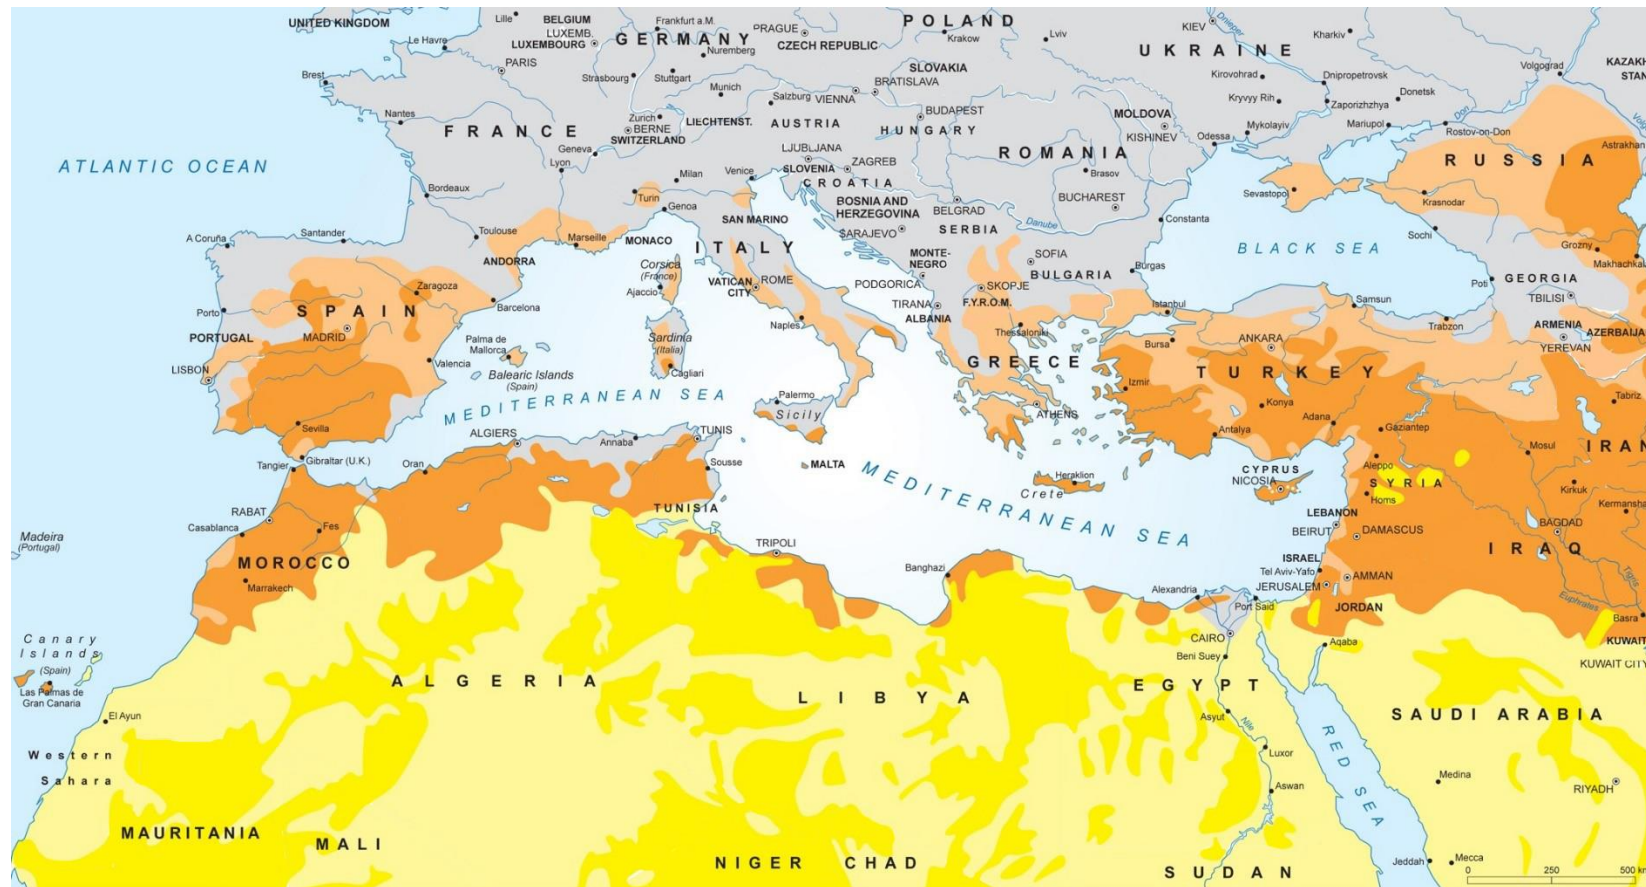 UNITED KINGDOM
Lille
BELGIUM
LUXEMB.
LUXEMBOURG
Frankfurt a.M.
GERMANY
Nuremberg
PRAGUE
CZECH REPUBLIC
POLAND
Krakow
Lviv
KIEV
Dnieper
Kharkiv
UKRAINE
Le Havre
PARIS
Brest
Strasbourg
Stuttgart
Munich
Salzburg
VIENNA
SLOVAKIA
BRATISLAVA
Kirovohrad
Dnipropetrovsk
Volgograd
KAZAKH
STAN
Nantes
FRANCE
Zurich
BERNE
SWITZERLAND
LIECHTENST.
AUSTRIA
BUDAPEST
HUNGARY
MOLDOVA
KISHINEV
Kryvyy Rih
Zaporizhzhya
Donetsk
Don
Mykolayiv
Mariupol
Rostov-on-Don
Odessa
Astrakhan
ATLANTIC OCEAN
Geneva
Lyon
Milan
Venice
LJUBLJANA
SLOVENIA
ZAGREB
CROATIA
ROMANIA
Brasov
RUSSIA
Bordeaux
Turin
Genoa
SAN MARINO
BOSNIA AND
HERZEGOVINA
BELGRAD
BUCHAREST
Danube
Sevastopol
Krasnodar
A Coruña
Santander
Toulouse
Marseille
MONACO
ITALY
SARAJEVO
SERBIA
Constanta
BLACK SEA
Sochi
Grozny
Makhachkala
ANDORRA
Corsica
(France)
Ajaccio
VATICAN
CITY
ROME
MONTE-
NEGRO
PODGORICA
SOFIA
BULGARIA
Burgas
GEORGIA
Poti
TBILISI
Zaragoza
Barcelona
SKOPJE
F.Y.R.O.M.
TIRANA
ALBANIA
Istanbul
Samsun
Trabzon
Porto
SPAIN
MADRID
PORTUGAL
Naples
Thessaloniki
Bursa
ANKARA
ARMENIA
AZERBAIJAN
YEREVAN
Palma de
Mallorca
Sardinia
(Italia)
LISBON
Valencia
Balearic Islands
(Spain)
Cagliari
GREECE
TURKEY
Izmir
Tabriz
MEDITERRANEAN SEA
Palermo
Sicily
ATHENS
Konya
Adana
Gaziantep
Sevilla
ALGIERS
Annaba
TUNIS
Antalya
Mosul
IRAN
Tangier
Gibraltar (U.K.)
Oran
Sousse
MALTA
MEDITERRANEAN SEA
Heraklion
Crete
CYPRUS
NICOSIA
Aleppo
SYRIA
Homs
Kirkuk
Kermansha
RABAT
Casablanca
Fes
TUNISIA
LEBANON
BEIRUT
DAMASCUS
BAGDAD
IRAQ
Madeira
(Portugal)
MOROCCO
TRIPOLI
Banghazi
ISRAEL
Tel Aviv-Yafo
JERUSALEM
AMMAN
Tigris
Marrakech
Alexandria
Port Said
JORDAN
Euphrates
Basra
Canary
Islands
(Spain)
CAIRO
Aqaba
KUWAIT
Beni Suey
KUWAIT CITY
Las Palmas de
Gran Canaria
ALGERIA
LIBYA
EGYPT
El Ayun
Asyut
Nile
SAUDI ARABIA
Western
Sahara
Luxor
RED SEA
Medina
RIYADH
Aswan
MAURITANIA
MALI
NIGER
CHAD
SUDAN
Jeddah
Mecca
0 250 500 km